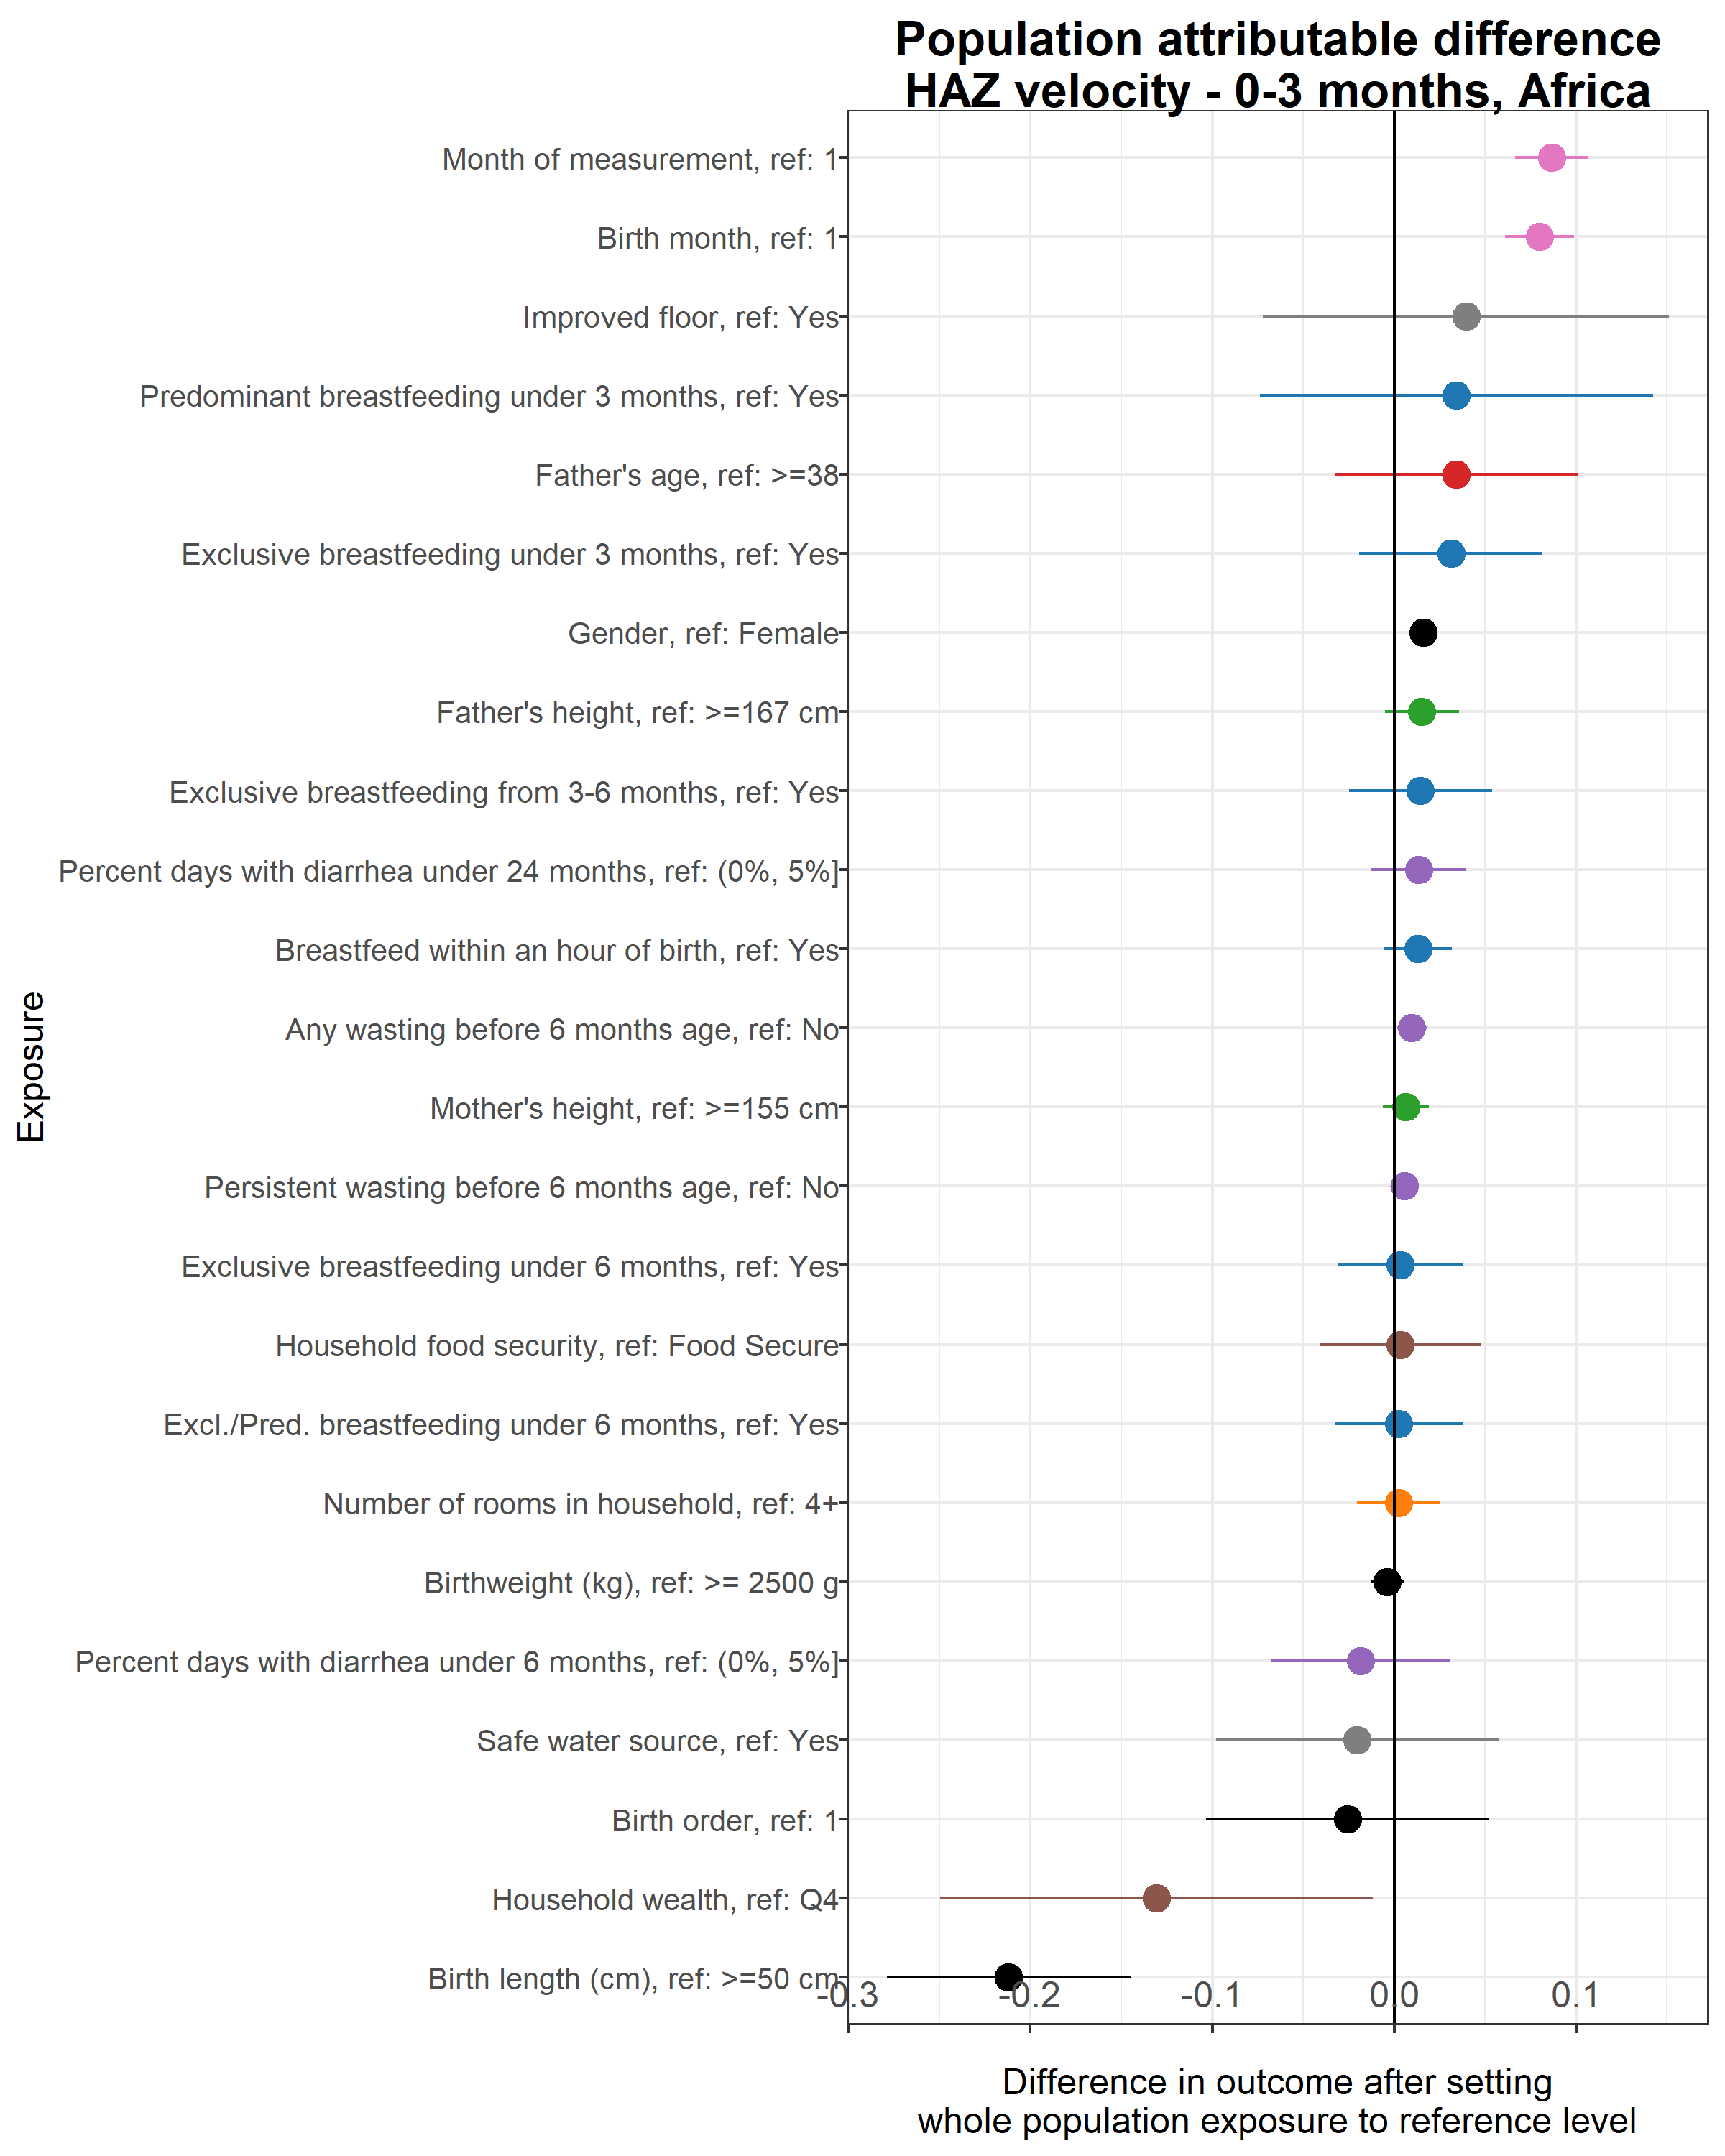 Population attributable difference
HAZ velocity - 0-3 months, Africa
Month of measurement, ref: 1
Birth month, ref: 1
Improved floor, ref: Yes
Predominant breastfeeding under 3 months, ref: Yes
Father's age, ref: >=38
Exclusive breastfeeding under 3 months, ref: Yes
Gender, ref: Female
Father's height, ref: >=167 cm
Exclusive breastfeeding from 3-6 months, ref: Yes
Percent days with diarrhea under 24 months, ref: (0%, 5%]
Breastfeed within an hour of birth, ref: Yes
Any wasting before 6 months age, ref: No
Mother's height, ref: >=155 cm
Persistent wasting before 6 months age, ref: No
Exclusive breastfeeding under 6 months, ref: Yes
Household food security, ref: Food Secure
Excl./Pred. breastfeeding under 6 months, ref: Yes
Number of rooms in household, ref: 4+
Birthweight (kg), ref: >= 2500 g
Percent days with diarrhea under 6 months, ref: (0%, 5%]
Safe water source, ref: Yes
Birth order, ref: 1
Household wealth, ref: Q4
Birth length (cm), ref: >=50 cm
Exposure
-0.3 -0.2 -0.1 0.0 0.1
Difference in outcome after setting
whole population exposure to reference level